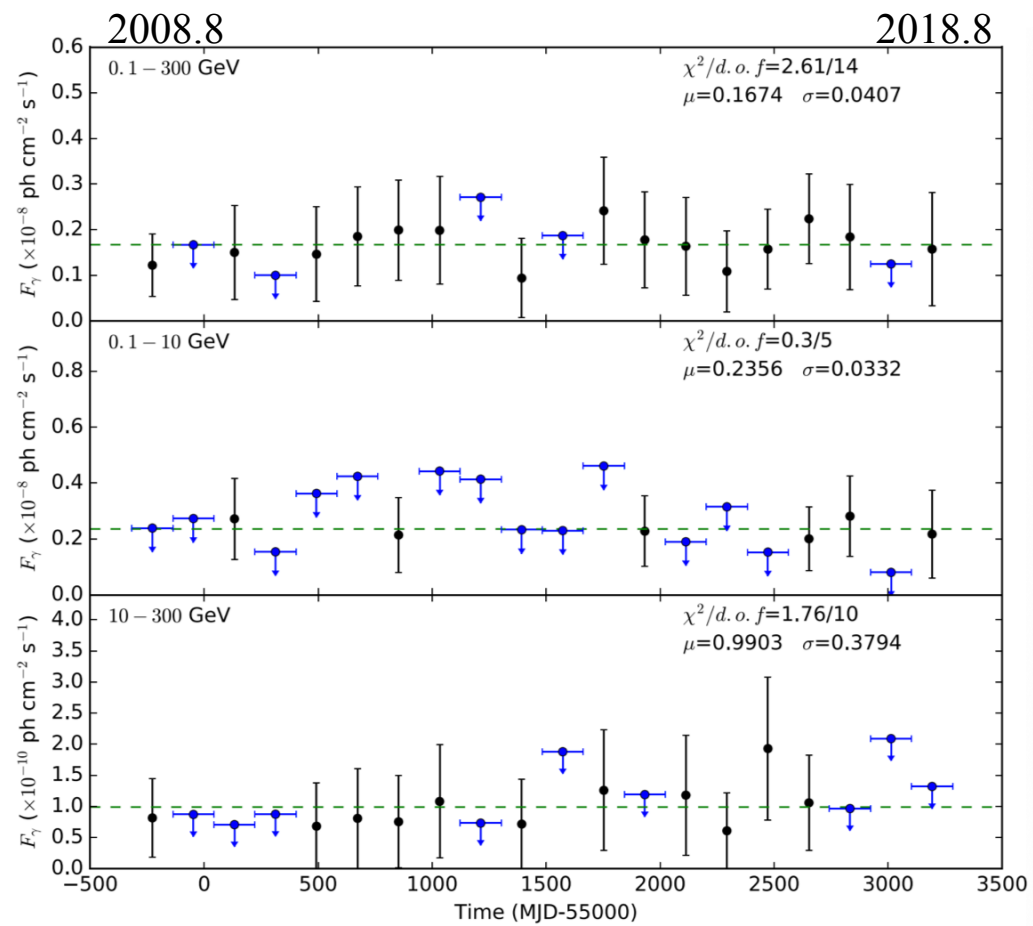 2008.8 2018.8
0.1 − 300 GeV
χ²/d.o.f=2.61/14
μ=0.1674 σ=0.0407
F_γ (×10⁻⁸ ph cm⁻² s⁻¹)
0.6
0.5
0.4
0.3
0.2
0.1
0.0
0.1 − 10 GeV
χ²/d.o.f=0.3/5
μ=0.2356 σ=0.0332
F_γ (×10⁻⁸ ph cm⁻² s⁻¹)
0.8
0.6
0.4
0.2
0.0
10 − 300 GeV
χ²/d.o.f=1.76/10
μ=0.9903 σ=0.3794
F_γ (×10⁻¹⁰ ph cm⁻² s⁻¹)
4.0
3.5
3.0
2.5
2.0
1.5
1.0
0.5
0.0
−500 0 500 1000 1500 2000 2500 3000 3500
Time (MJD-55000)